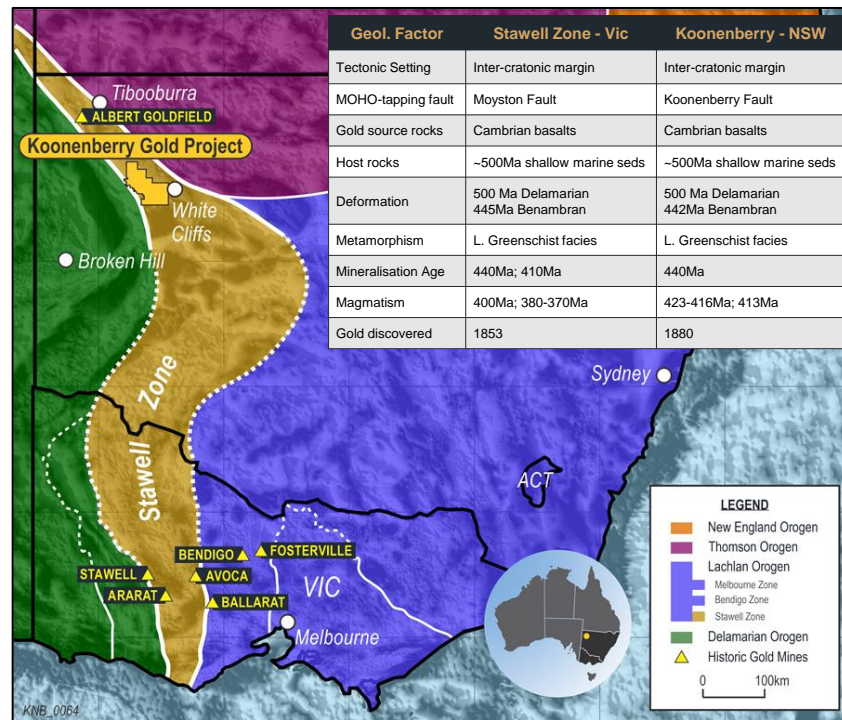 Geol. Factor Stawell Zone - Vic Koonenberry - NSW
Tectonic Setting Inter-cratonic margin Inter-cratonic margin
MOHO-tapping fault Moyston Fault Koonenberry Fault
Gold source rocks Cambrian basalts Cambrian basalts
Host rocks ~500Ma shallow marine seds ~500Ma shallow marine seds
Deformation 500 Ma Delamarian 500 Ma Delamarian
445Ma Benambran 442Ma Benambran
Metamorphism L. Greenschist facies L. Greenschist facies
Mineralisation Age 440Ma; 410Ma 440Ma
Magmatism 400Ma; 380-370Ma 423-416Ma; 413Ma
Gold discovered 1853 1880
Tibooburra
ALBERT GOLDFIELD
Koonenberry Gold Project
White
Cliffs
Broken Hill
Sydney
Stawell Zone
ACT
BENDIGO
FOSTERVILLE
STAWELL
AVOCA
ARARAT
BALLARAT
VIC
Melbourne
LEGEND
New England Orogen
Thomson Orogen
Lachlan Orogen
Melbourne Zone
Bendigo Zone
Stawell Zone
Delamarian Orogen
Historic Gold Mines
0 100km
KNB_0064